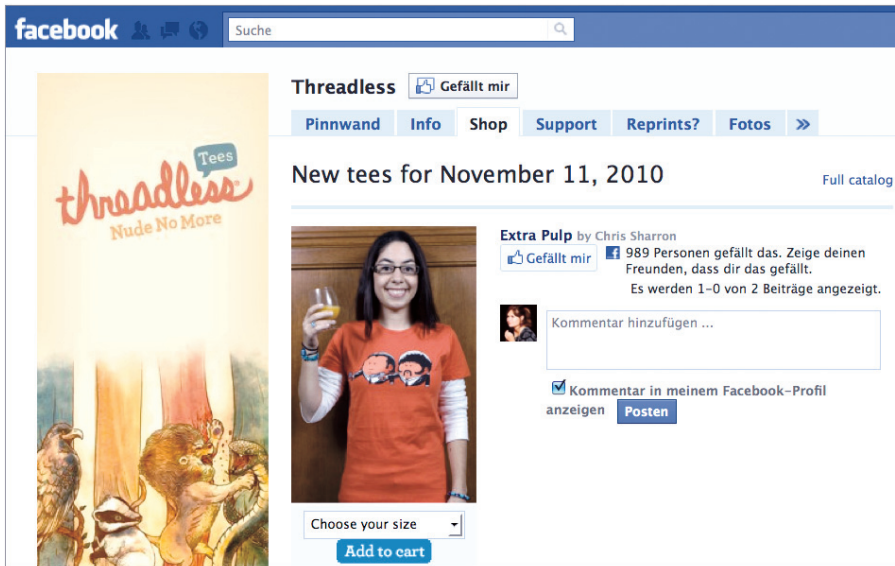 facebook
Suche
Threadless
Gefällt mir
Pinnwand Info Shop Support Reprints? Fotos »
Tees
threadless
Nude No More
New tees for November 11, 2010
Full catalog
Extra Pulp by Chris Sharron
Gefällt mir
989 Personen gefällt das. Zeige deinen
Freunden, dass dir das gefällt.
Es werden 1-0 von 2 Beiträge angezeigt.
Kommentar hinzufügen ...
Kommentar in meinem Facebook-Profil
anzeigen Posten
Choose your size
Add to cart